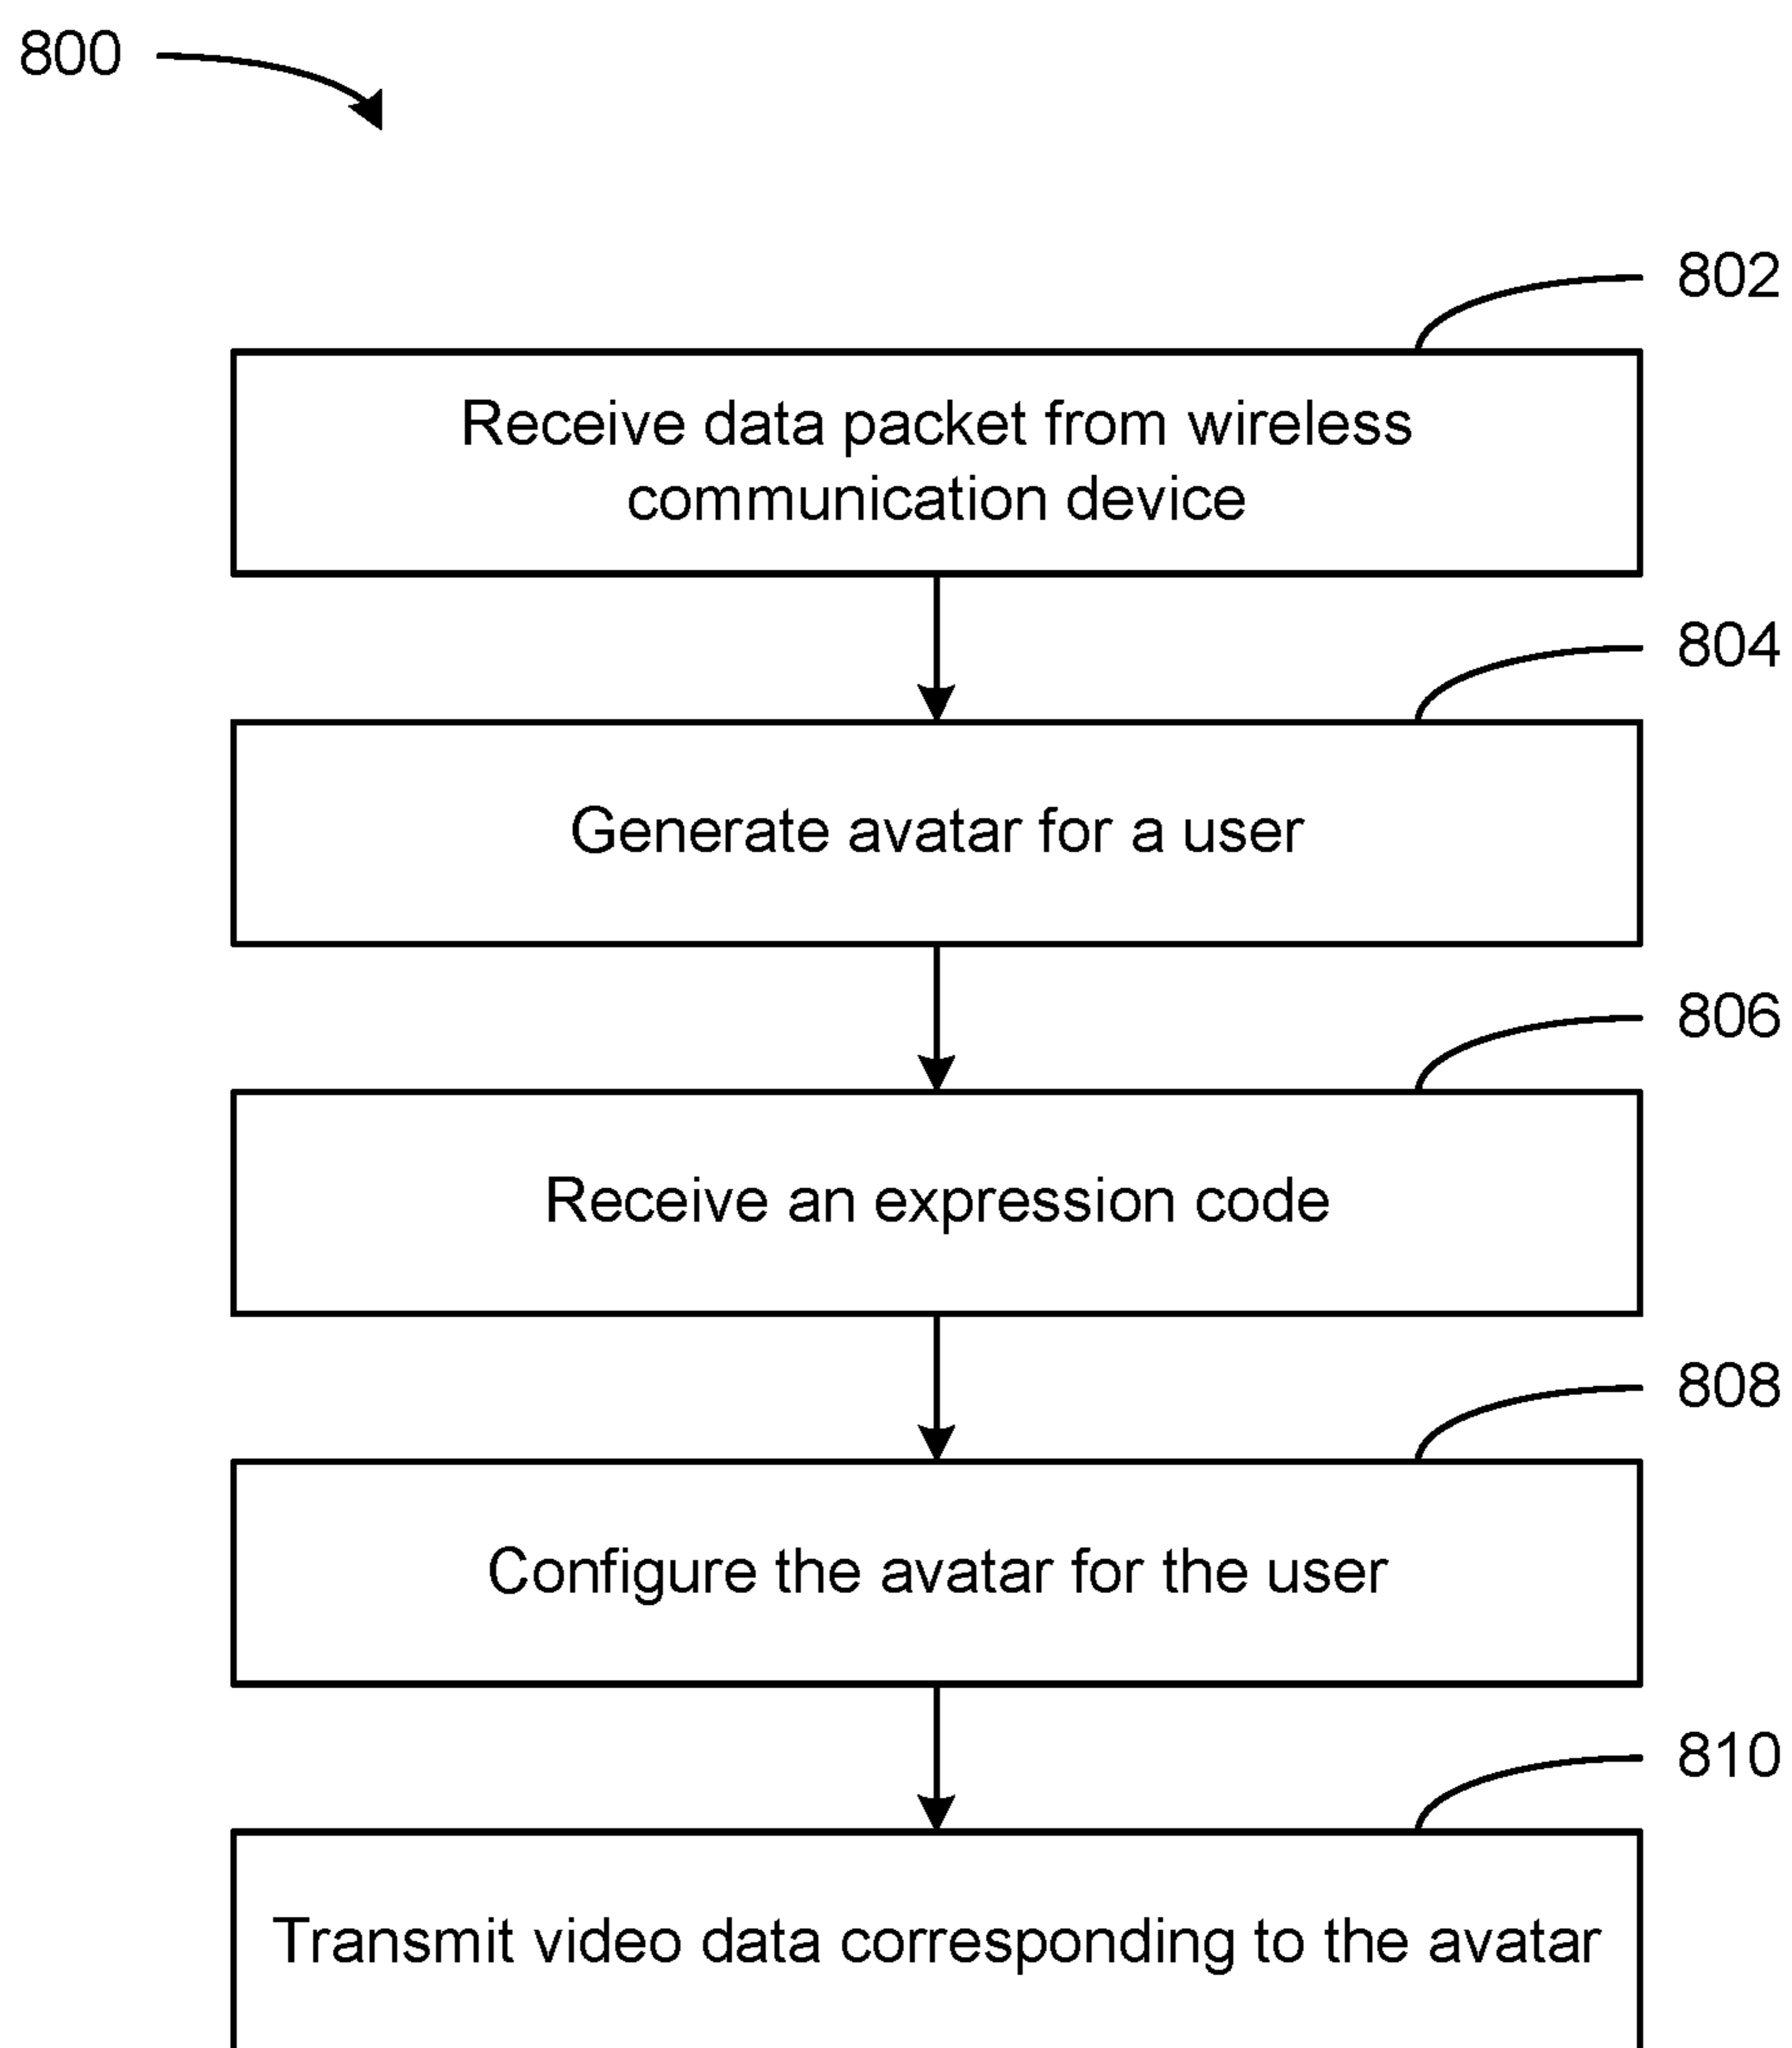 800
802
Receive data packet from wireless
communication device
804
Generate avatar for a user
806
Receive an expression code
808
Configure the avatar for the user
810
Transmit video data corresponding to the avatar